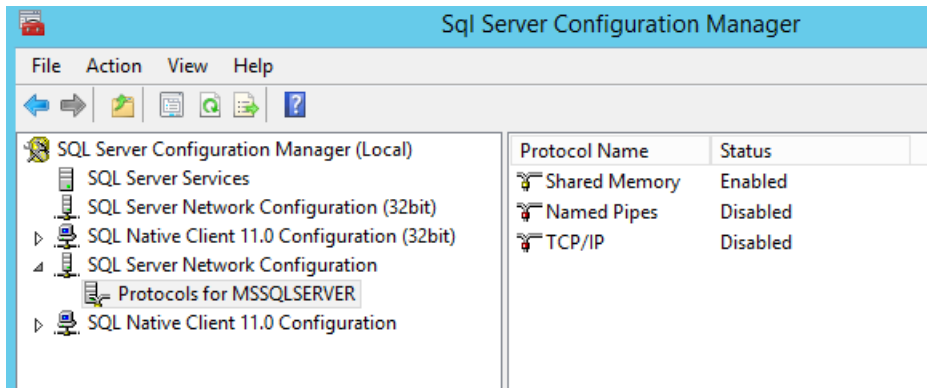 Sql Server Configuration Manager
File Action View Help
SQL Server Configuration Manager (Local)
SQL Server Services
SQL Server Network Configuration (32bit)
SQL Native Client 11.0 Configuration (32bit)
SQL Server Network Configuration
Protocols for MSSQLSERVER
SQL Native Client 11.0 Configuration
Protocol Name Status
Shared Memory Enabled
Named Pipes Disabled
TCP/IP Disabled